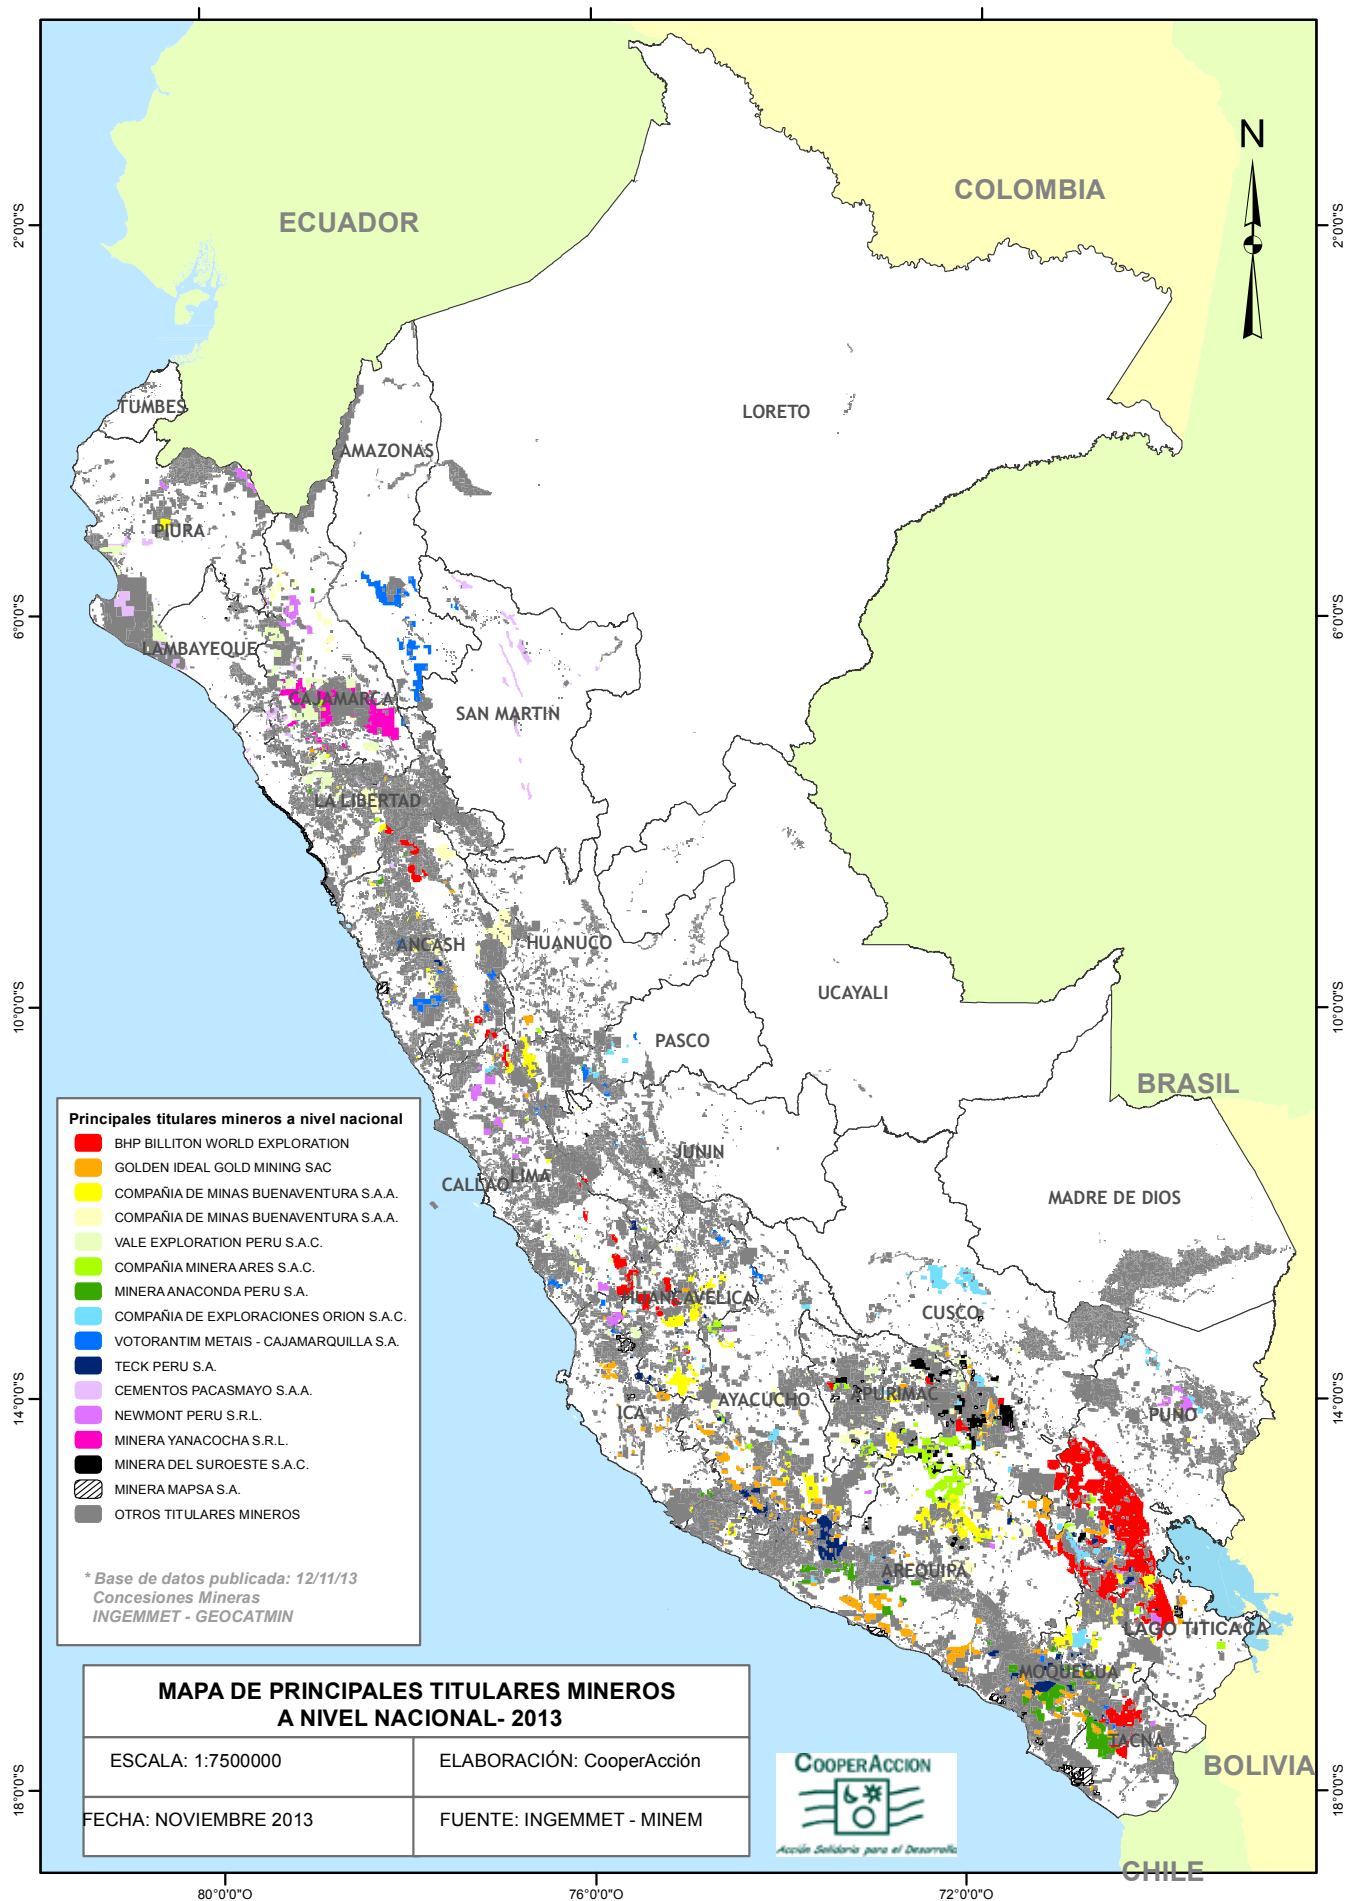 N
COLOMBIA
ECUADOR
2°0'0"S
2°0'0"S
TUMBES
LORETO
AMAZONAS
PIURA
6°0'0"S
6°0'0"S
LAMBAYEQUE
CAJAMARCA
SAN MARTIN
LA LIBERTAD
ANCASH
HUANUCO
UCAYALI
10°0'0"S
10°0'0"S
PASCO
BRASIL
JUNIN
LIMA
CALLAO
MADRE DE DIOS
HUANCAVELICA
CUSCO
APURIMAC
AYACUCHO
ICA
PUNO
14°0'0"S
14°0'0"S
AREQUIPA
LAGO TITICACA
MOQUEGUA
TACNA
BOLIVIA
18°0'0"S
18°0'0"S
CHILE
Principales titulares mineros a nivel nacional
BHP BILLITON WORLD EXPLORATION
GOLDEN IDEAL GOLD MINING SAC
COMPAÑIA DE MINAS BUENAVENTURA S.A.A.
COMPAÑIA DE MINAS BUENAVENTURA S.A.A.
VALE EXPLORATION PERU S.A.C.
COMPAÑIA MINERA ARES S.A.C.
MINERA ANACONDA PERU S.A.
COMPAÑIA DE EXPLORACIONES ORION S.A.C.
VOTORANTIM METAIS - CAJAMARQUILLA S.A.
TECK PERU S.A.
CEMENTOS PACASMAYO S.A.A.
NEWMONT PERU S.R.L.
MINERA YANACOCHA S.R.L.
MINERA DEL SUROESTE S.A.C.
MINERA MAPSA S.A.
OTROS TITULARES MINEROS
* Base de datos publicada: 12/11/13
Concesiones Mineras
INGEMMET - GEOCATMIN
MAPA DE PRINCIPALES TITULARES MINEROS
A NIVEL NACIONAL- 2013
ESCALA: 1:7500000
ELABORACIÓN: CooperAcción
FECHA: NOVIEMBRE 2013
FUENTE: INGEMMET - MINEM
COOPERACCION
Acción Solidaria para el Desarrollo
80°0'0"O
76°0'0"O
72°0'0"O